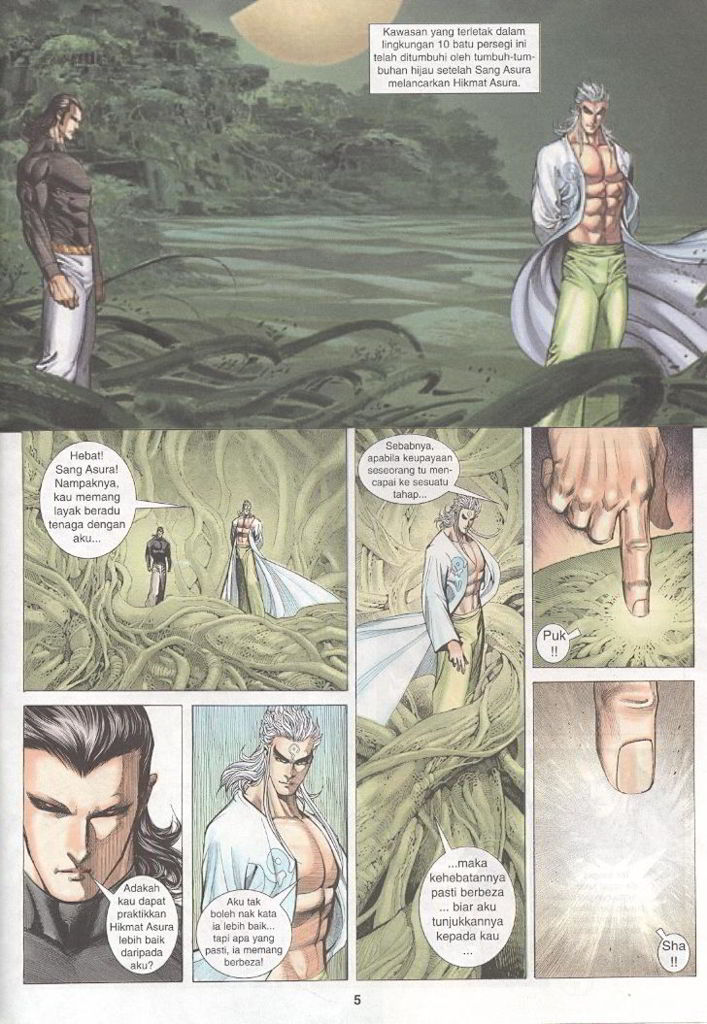 Kawasan yang terletak dalam
lingkungan 10 batu persegi ini
telah ditumbuhi oleh tumbuh-tum-
buhan hijau setelah Sang Asura
melancarkan Hikmat Asura.
Hebat!
Sang Asura!
Nampaknya,
kau memang
layak beradu
tenaga dengan
aku...
Sebabnya,
apabila keupayaan
seseorang tu men-
capai ke sesuatu
tahap...
Puk
!!
Adakah
kau dapat
praktikkan
Hikmat Asura
lebih baik
daripada
aku?
Aku tak
boleh nak kata
ia lebih baik...
tapi apa yang
pasti, ia memang
berbeza!
...maka
kehebatannya
pasti berbeza
... biar aku
tunjukkannya
kepada kau
...
Sha
!!
5